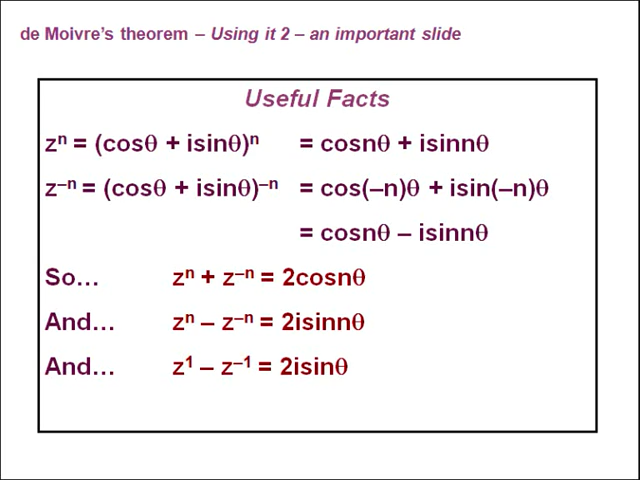 de Moivre's theorem – Using it 2 – an important slide
Useful Facts
zⁿ = (cosθ + isinθ)ⁿ = cosnθ + isinnθ
z⁻ⁿ = (cosθ + isinθ)⁻ⁿ = cos(–n)θ + isin(–n)θ
= cosnθ – isinnθ
So… zⁿ + z⁻ⁿ = 2cosnθ
And… zⁿ – z⁻ⁿ = 2isinnθ
And… z¹ – z⁻¹ = 2isinθ